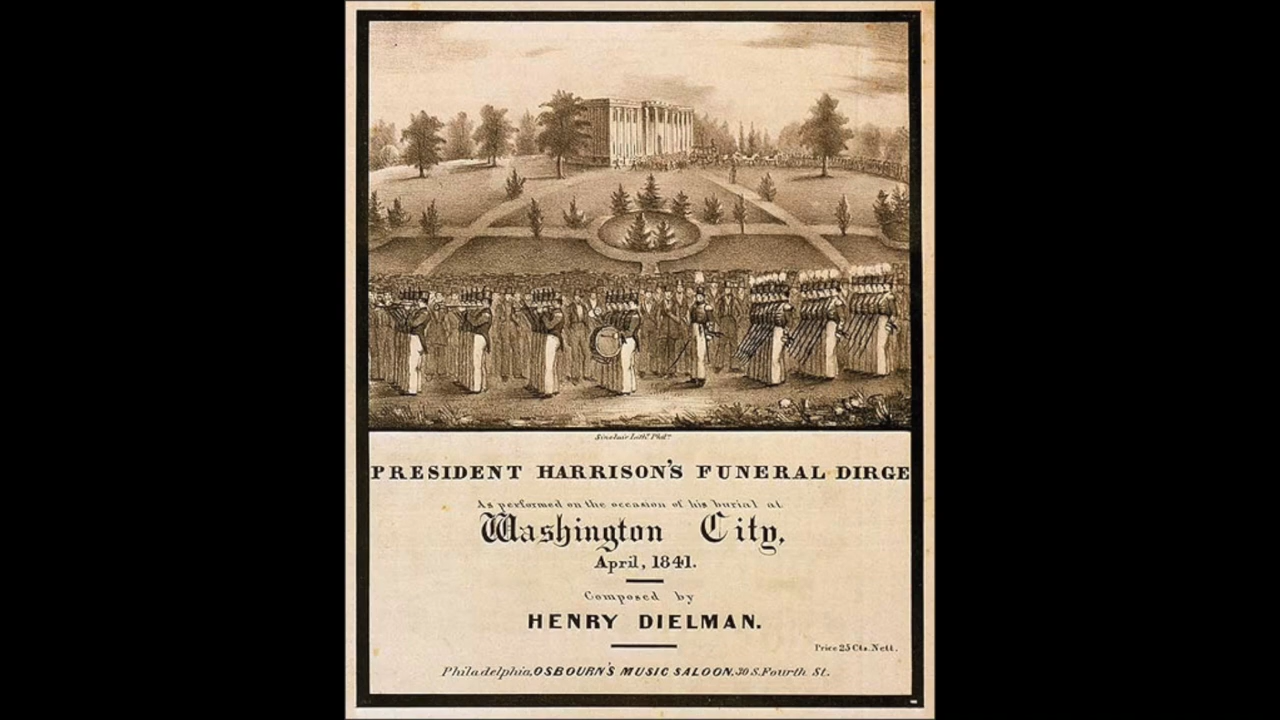 Sinclair Lith. Phila.
PRESIDENT HARRISON'S FUNERAL DIRGE
As performed on the occasion of his burial at
Washington City,
April, 1841.
Composed by
HENRY DIELMAN.
Price 25 Cts. Nett.
Philadelphia, OSBOURN'S MUSIC SALOON, 30 S. Fourth St.